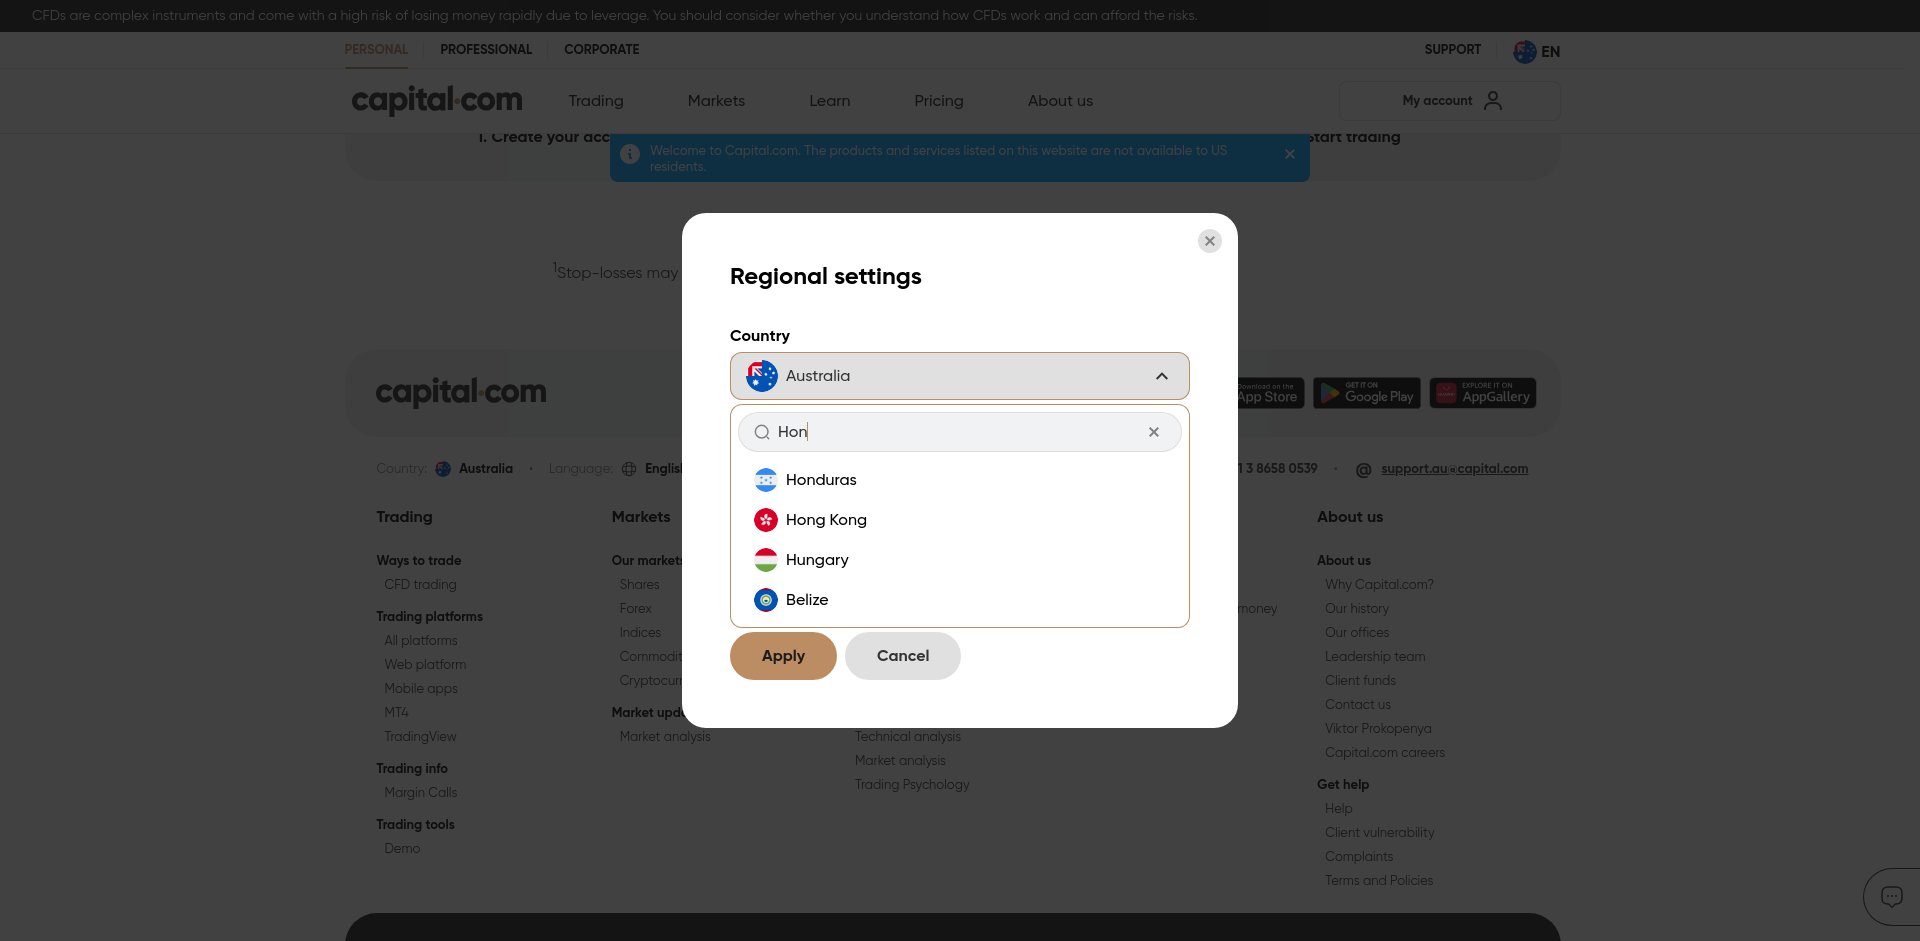 CFDs are complex instruments and come with a high risk of losing money rapidly due to leverage. You should consider whether you understand how CFDs work and can afford the risks.
PERSONAL
PROFESSIONAL
CORPORATE
SUPPORT
EN
capital.com
Trading
Markets
Learn
Pricing
About us
My account
1. Create your acc
Start trading
Welcome to Capital.com. The products and services listed on this website are not available to US
residents.
1Stop-losses may
Regional settings
Country
Australia
Hon
Honduras
Hong Kong
Hungary
Belize
Apply
Cancel
capital.com
Download on the
App Store
GET IT ON
Google Play
EXPLORE IT ON
AppGallery
Country:
Australia
Language:
English
1 3 8658 0539
support.au@capital.com
Trading
Ways to trade
CFD trading
Trading platforms
All platforms
Web platform
Mobile apps
MT4
TradingView
Trading info
Margin Calls
Trading tools
Demo
Markets
Our markets
Shares
Forex
Indices
Commodit
Cryptocurr
Market upda
Market analysis
Technical analysis
Market analysis
Trading Psychology
money
About us
About us
Why Capital.com?
Our history
Our offices
Leadership team
Client funds
Contact us
Viktor Prokopenya
Capital.com careers
Get help
Help
Client vulnerability
Complaints
Terms and Policies